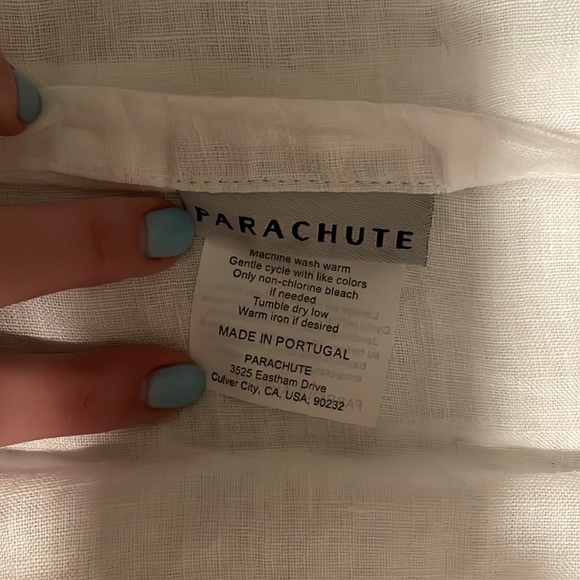 PARACHUTE
Machine wash warm
Gentle cycle with like colors
Only non-chlorine bleach
if needed
Tumble dry low
Warm iron if desired
MADE IN PORTUGAL
PARACHUTE
3525 Eastham Drive
Culver City, CA, USA, 90232